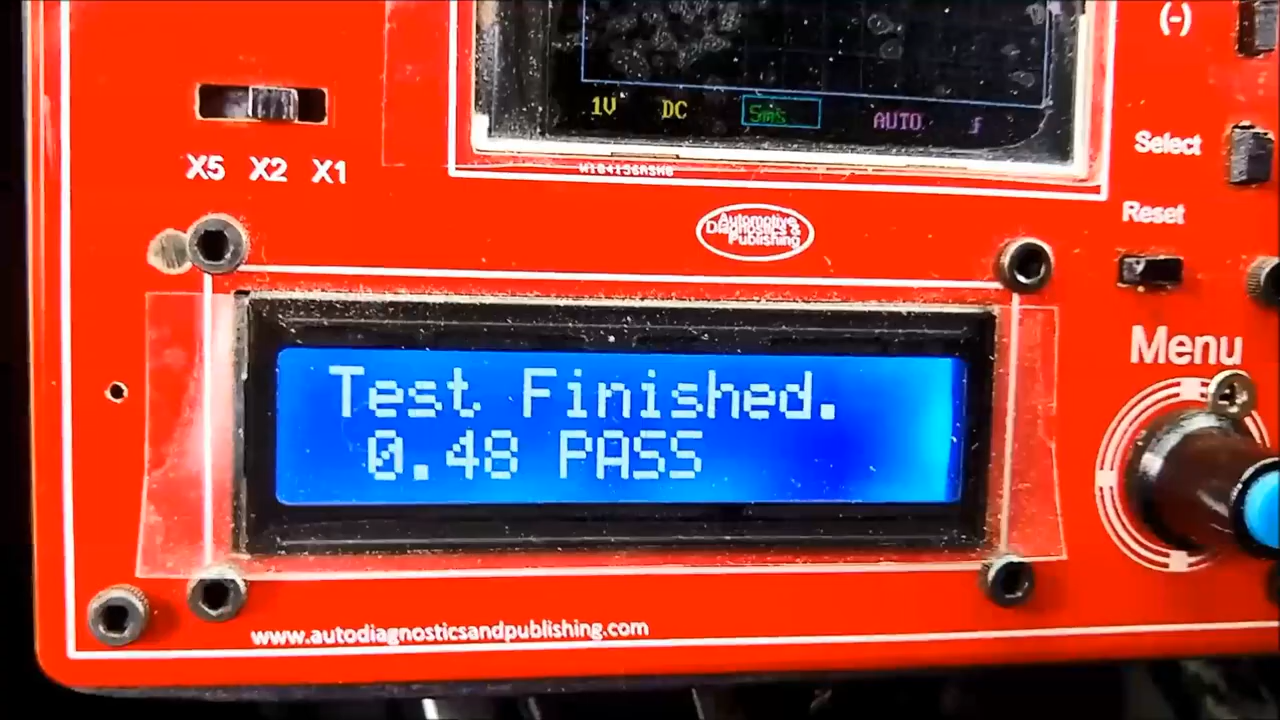 (-)
1V DC 5ms AUTO
Select
X5 X2 X1
Reset
Automotive
Diagnostics &
Publishing
Menu
Test Finished.
0.48 PASS
www.autodiagnosticsandpublishing.com